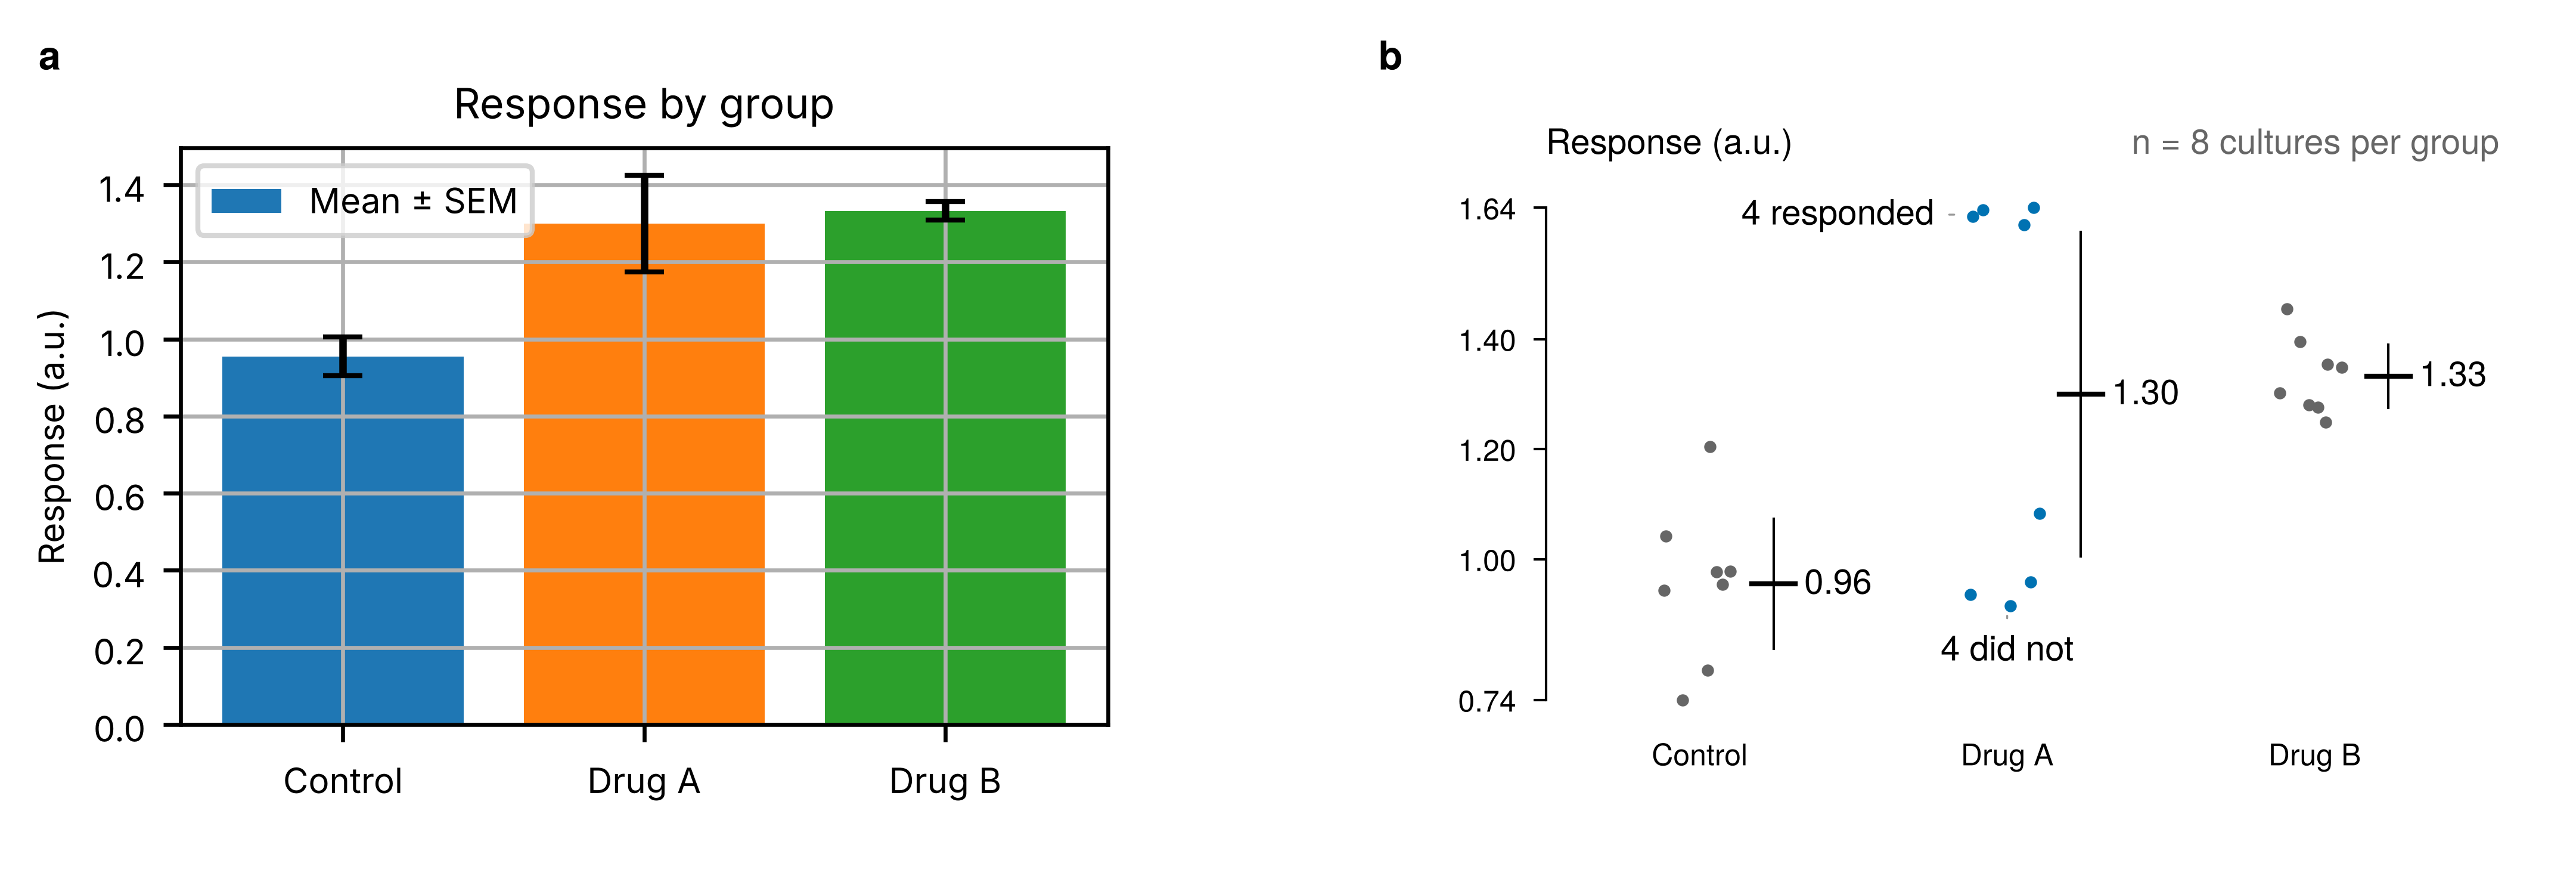 a
Response by group
Mean ± SEM
Response (a.u.)
1.4
1.2
1.0
0.8
0.6
0.4
0.2
0.0
Control
Drug A
Drug B
b
Response (a.u.)
n = 8 cultures per group
1.64
1.40
1.20
1.00
0.74
4 responded
1.30
1.33
0.96
4 did not
Control
Drug A
Drug B